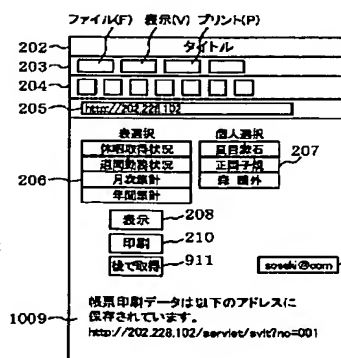 ファイル(F) 表示(V) プリント(P)
202 タイトル
203
204
205 http://202.228.102
表選択 個人選択
休暇取得状況 夏目漱石
週間勤務状況 正岡子規 207
206 月次集計 森 鴎外
年間集計
表示 208
印刷 210
後で取得 911
soseki@com
帳票印刷データは以下のアドレスに
1009 保存されています。
http://202.228.102/servlet/svlt?no=001